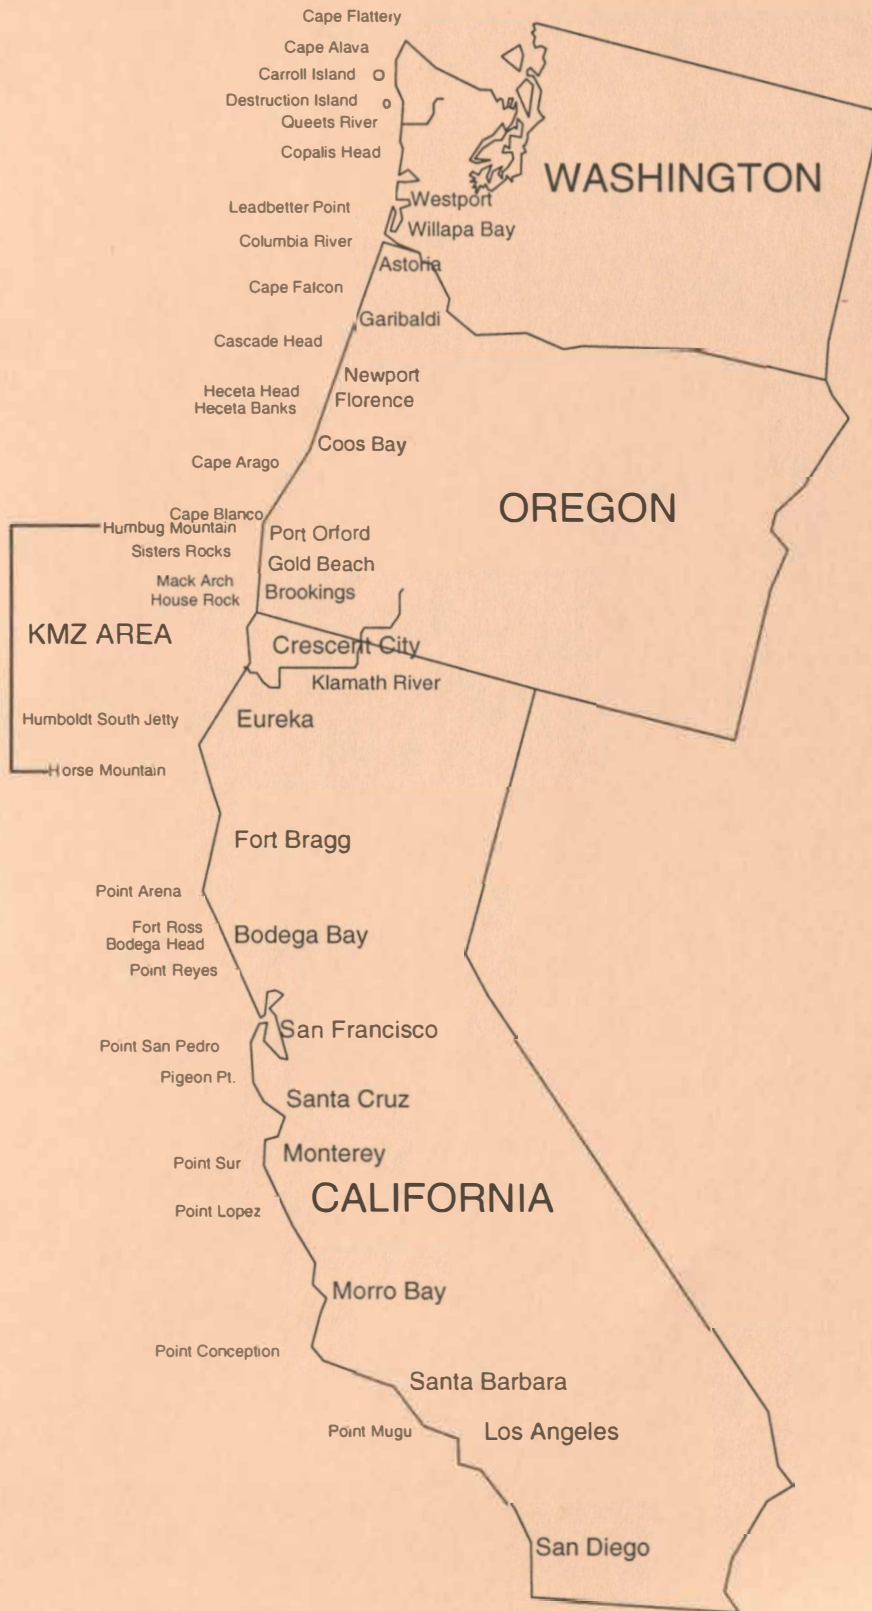 Cape Flattery
Cape Alava
Carroll Island
Destruction Island
Queets River
Copalis Head
WASHINGTON
Westport
Leadbetter Point
Willapa Bay
Columbia River
Astoria
Cape Falcon
Garibaldi
Cascade Head
Newport
Heceta Head
Florence
Heceta Banks
Coos Bay
Cape Arago
OREGON
Cape Blanco
Humbug Mountain
Port Orford
Sisters Rocks
Gold Beach
Mack Arch
Brookings
House Rock
KMZ AREA
Crescent City
Klamath River
Humboldt South Jetty
Eureka
Horse Mountain
Fort Bragg
Point Arena
Fort Ross
Bodega Bay
Bodega Head
Point Reyes
San Francisco
Point San Pedro
Pigeon Pt.
Santa Cruz
Monterey
Point Sur
CALIFORNIA
Point Lopez
Morro Bay
Point Conception
Santa Barbara
Point Mugu
Los Angeles
San Diego